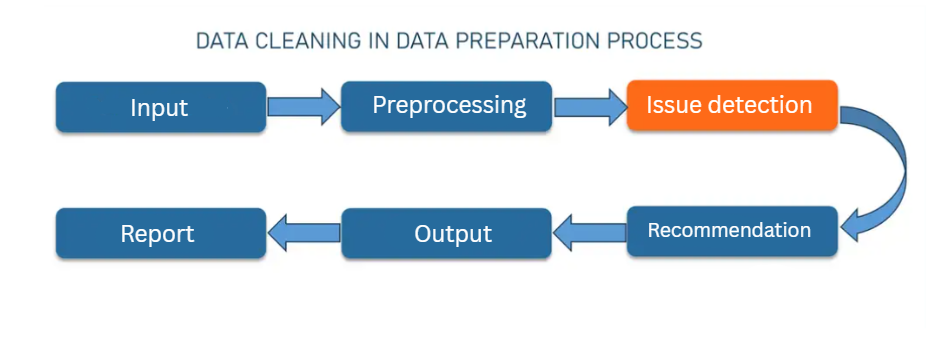 DATA CLEANING IN DATA PREPARATION PROCESS
Input
Preprocessing
Issue detection
Recommendation
Output
Report